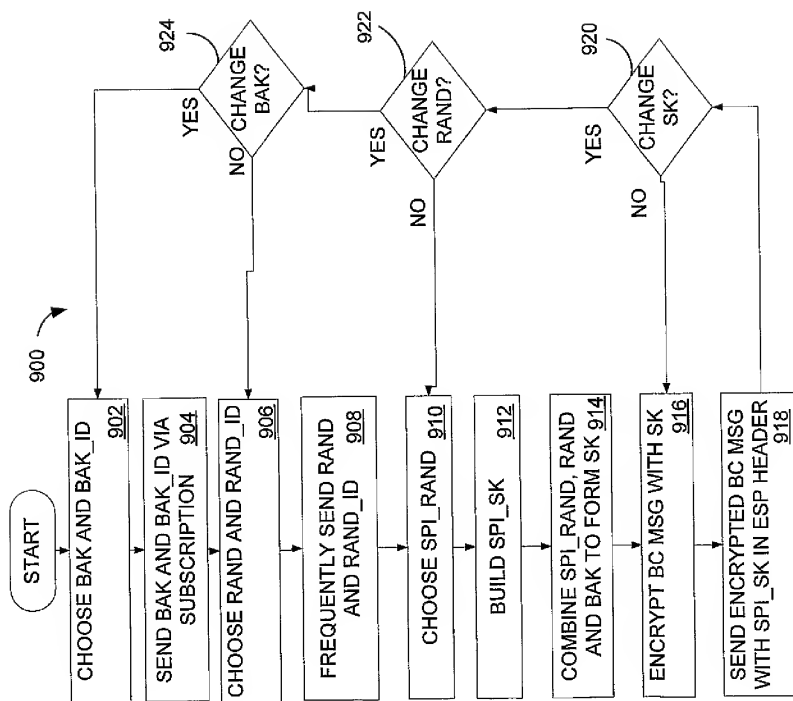 900
START
CHOOSE BAK AND BAK_ID
902
SEND BAK AND BAK_ID VIA
SUBSCRIPTION 904
CHOOSE RAND AND RAND_ID
906
FREQUENTLY SEND RAND
AND RAND_ID 908
CHOOSE SPI_RAND
910
BUILD SPI_SK
912
COMBINE SPI_RAND, RAND
AND BAK TO FORM SK 914
ENCRYPT BC MSG WITH SK
916
SEND ENCRYPTED BC MSG
WITH SPI_SK IN ESP HEADER
918
CHANGE
SK?
920
YES
NO
CHANGE
RAND?
922
YES
NO
CHANGE
BAK?
924
YES
NO